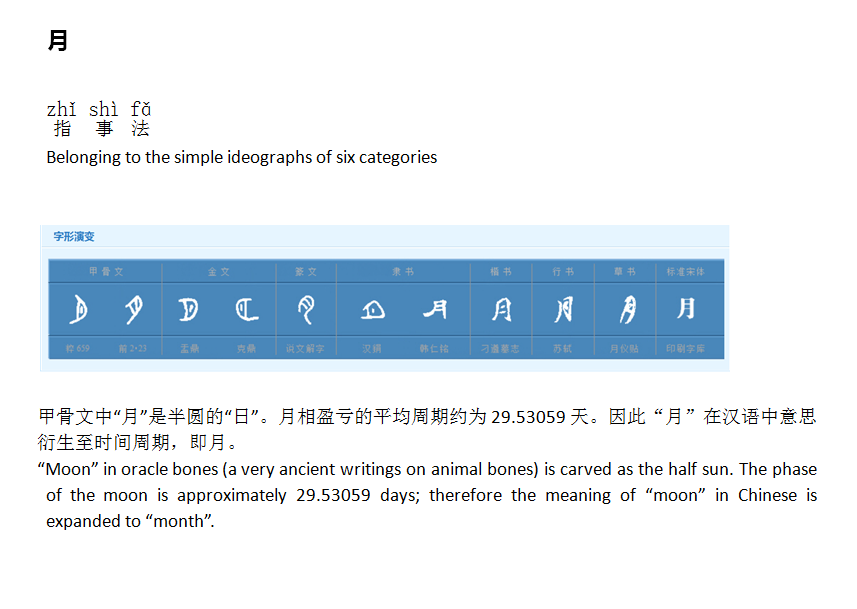 月
zhǐ shì fǎ
指 事 法
Belonging to the simple ideographs of six categories
字形演变
甲骨文 金文 篆文 隶书 楷书 行书 草书 标准宋体
月
粹659 前2·23 盂鼎 克鼎 说文解字 汉铜 韩仁铭 刁遵墓志 苏轼 月仪帖 印刷字库
甲骨文中“月”是半圆的“日”。月相盈亏的平均周期约为 29.53059 天。因此“月”在汉语中意思
衍生至时间周期，即月。
“Moon” in oracle bones (a very ancient writings on animal bones) is carved as the half sun. The phase
of the moon is approximately 29.53059 days; therefore the meaning of “moon” in Chinese is
expanded to “month”.